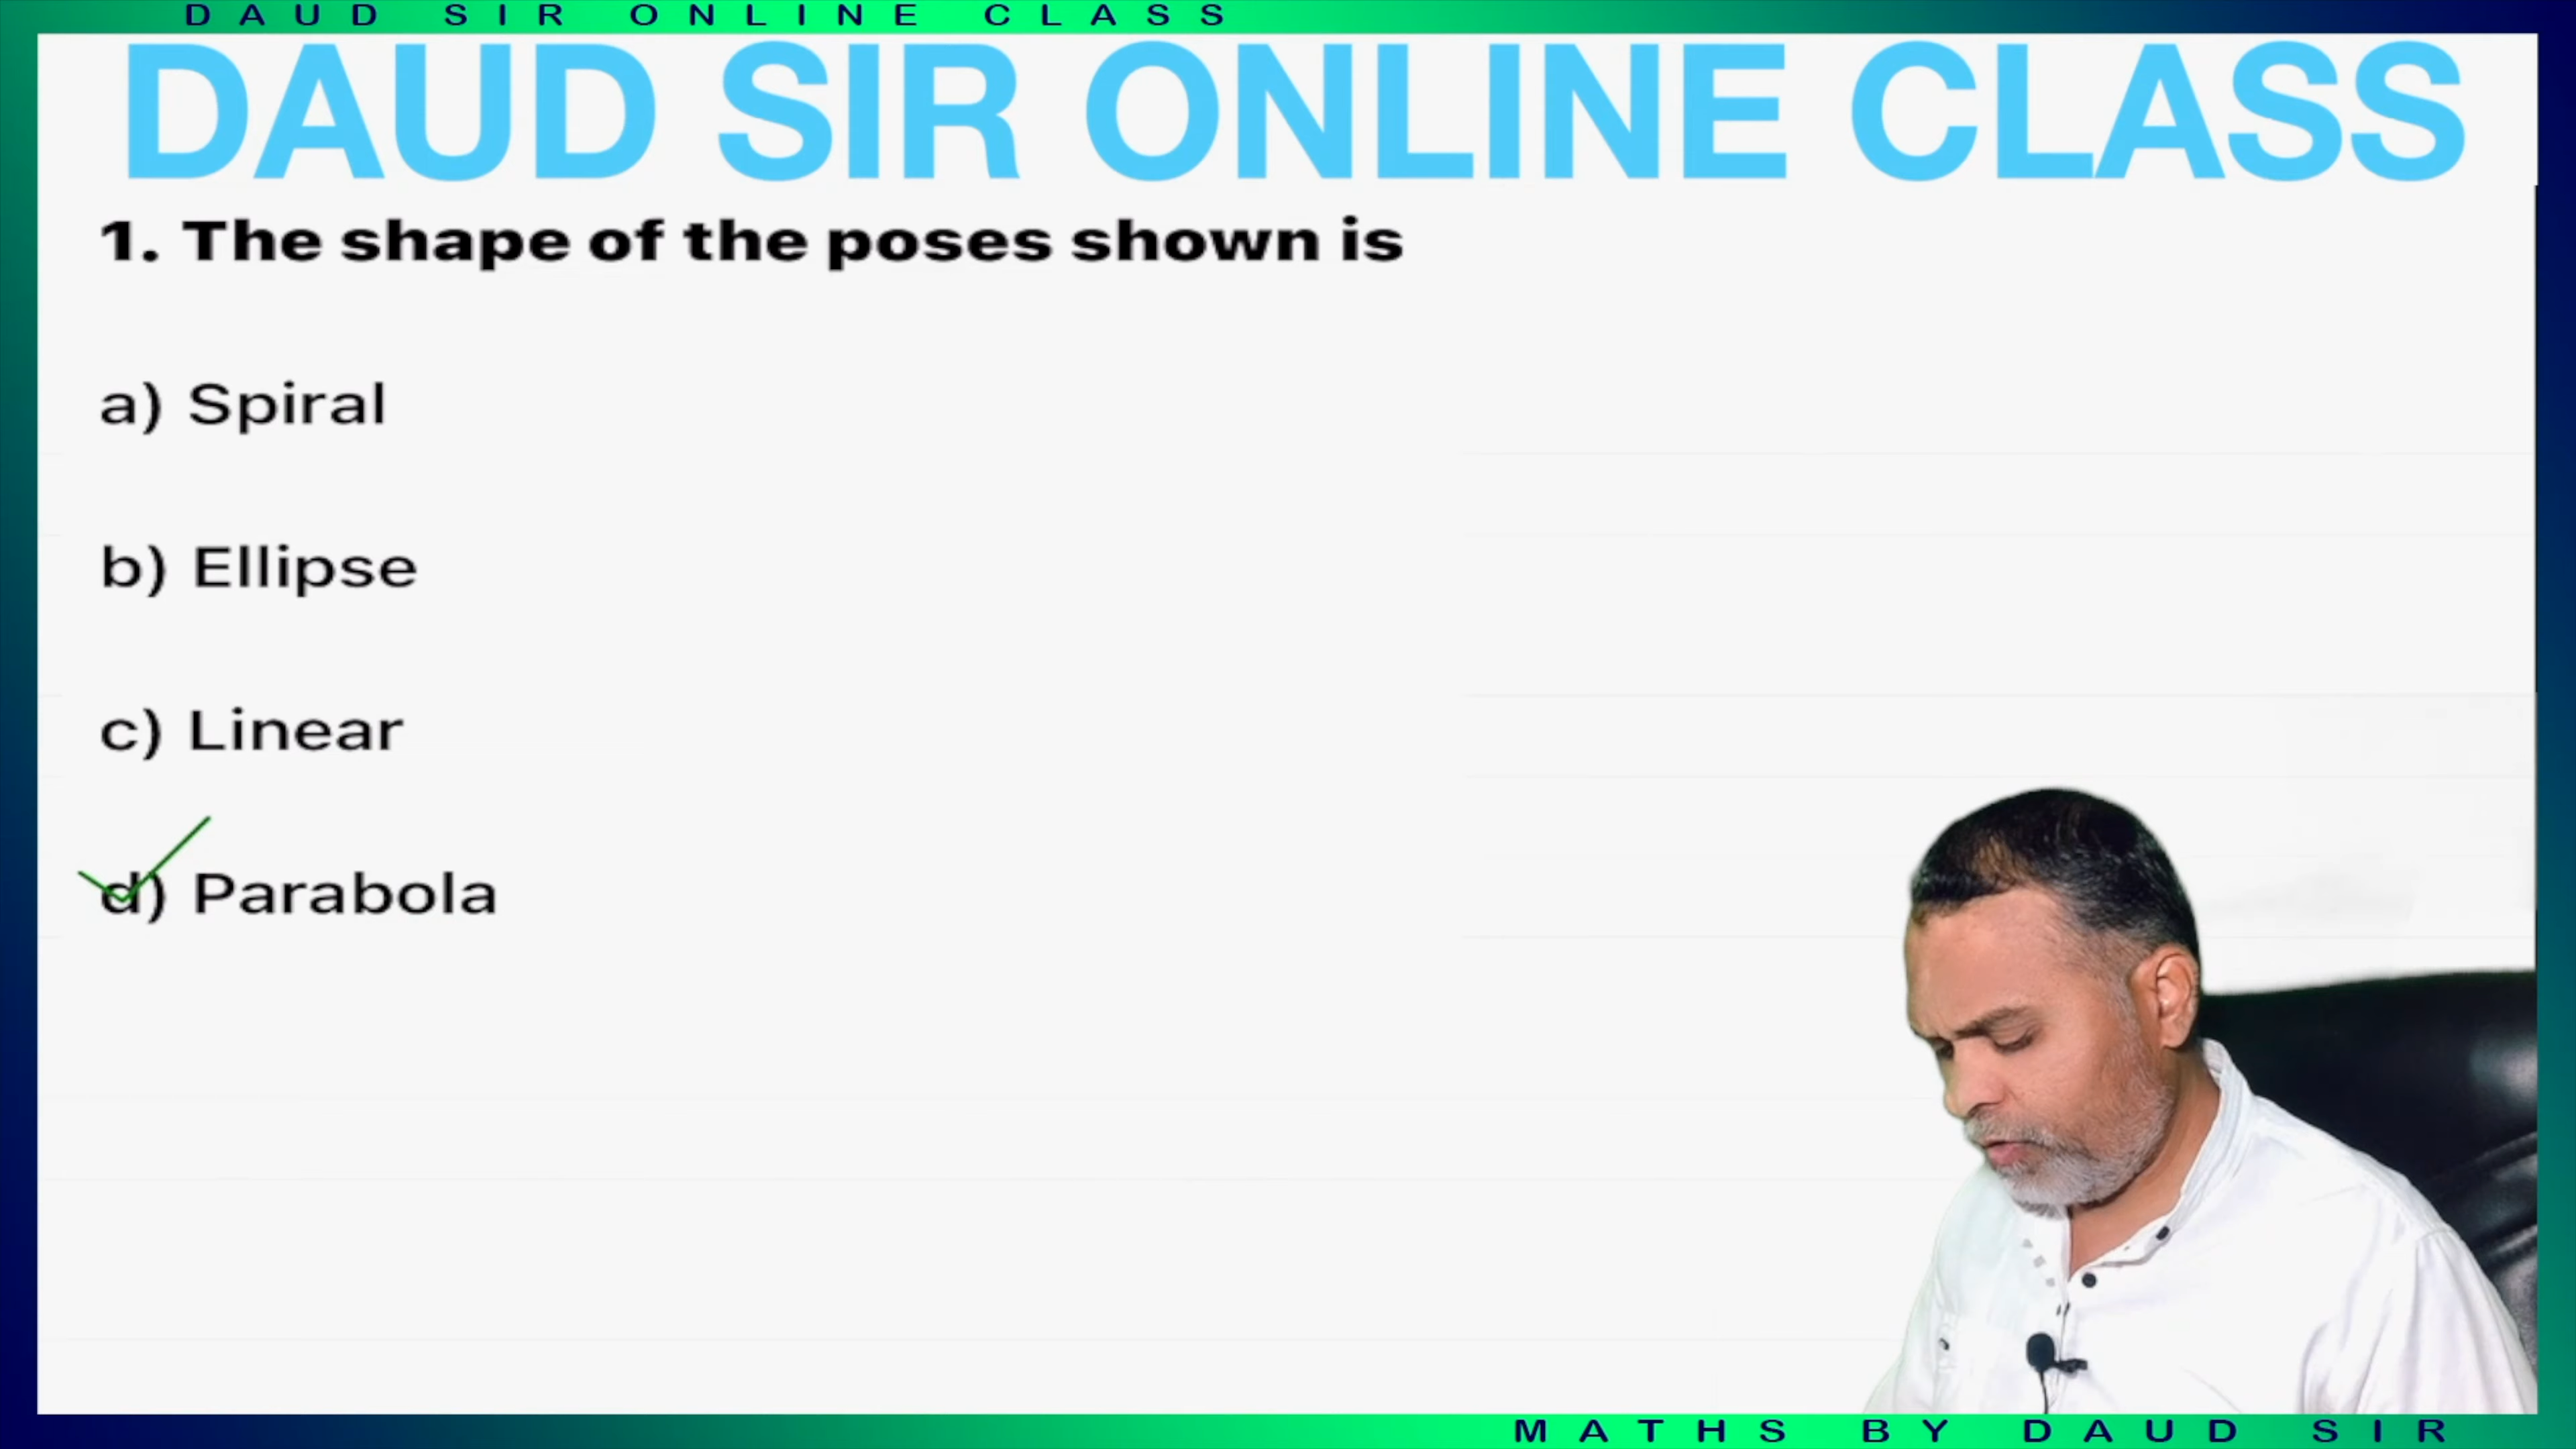 DAUD SIR ONLINE CLASS
DAUD SIR ONLINE CLASS
1. The shape of the poses shown is
a) Spiral
b) Ellipse
c) Linear
d) Parabola
MATHS BY DAUD SIR